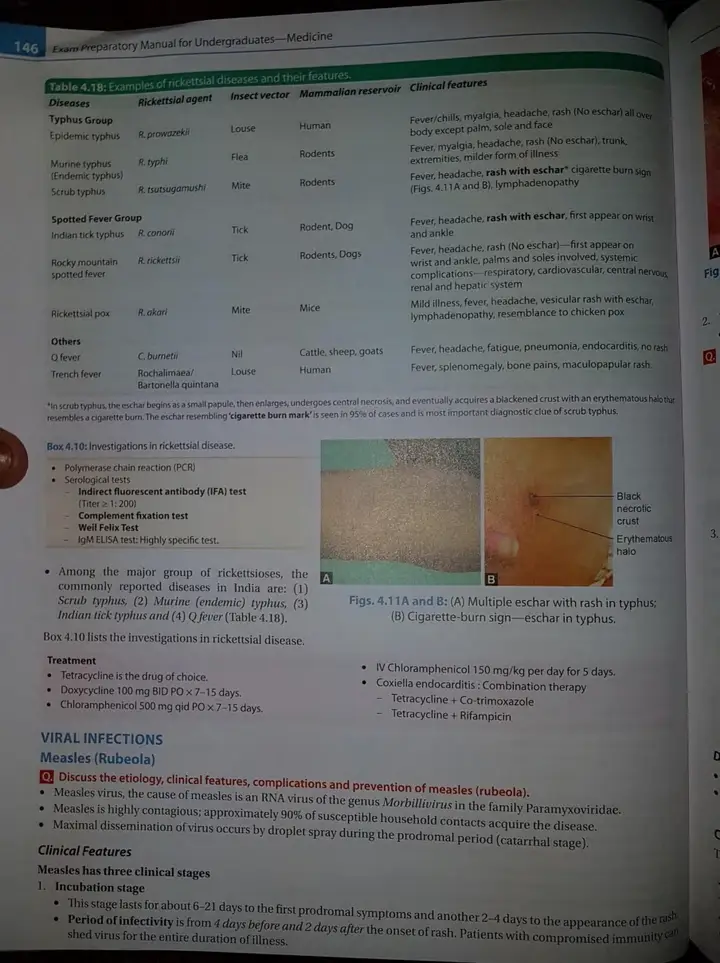 146 Exam Preparatory Manual for Undergraduates—Medicine
Table 4.18: Examples of rickettsial diseases and their features.
Diseases Rickettsial agent Insect vector Mammalian reservoir Clinical features
Typhus Group
Epidemic typhus R. prowazekii Louse Human Fever/chills, myalgia, headache, rash (No eschar) all over
body except palm, sole and face
Murine typhus R. typhi Flea Rodents Fever, myalgia, headache, rash (No eschar), trunk,
(Endemic typhus) extremities, milder form of illness
Scrub typhus R. tsutsugamushi Mite Rodents Fever, headache, rash with eschar* cigarette burn sign
(Figs. 4.11A and B), lymphadenopathy
Spotted Fever Group
Indian tick typhus R. conorii Tick Rodent, Dog Fever, headache, rash with eschar, first appear on wrist
and ankle
Rocky mountain R. rickettsii Tick Rodents, Dogs Fever, headache, rash (No eschar)—first appear on
spotted fever wrist and ankle, palms and soles involved, systemic
complications—respiratory, cardiovascular, central nervous,
renal and hepatic system
Rickettsial pox R. akari Mite Mice Mild illness, fever, headache, vesicular rash with eschar,
lymphadenopathy, resemblance to chicken pox
Others
Q fever C. burnetii Nil Cattle, sheep, goats Fever, headache, fatigue, pneumonia, endocarditis, no rash
Trench fever Rochalimaea/ Louse Human Fever, splenomegaly, bone pains, maculopapular rash.
Bartonella quintana
*In scrub typhus, the eschar begins as a small papule, then enlarges, undergoes central necrosis, and eventually acquires a blackened crust with an erythematous halo that
resembles a cigarette burn. The eschar resembling 'cigarette burn mark' is seen in 95% of cases and is most important diagnostic clue of scrub typhus.
Box 4.10: Investigations in rickettsial disease.
• Polymerase chain reaction (PCR)
• Serological tests
– Indirect fluorescent antibody (IFA) test
(Titer ≥ 1: 200)
– Complement fixation test
– Weil Felix Test
– IgM ELISA test: Highly specific test.
A
B
Black
necrotic
crust
Erythematous
halo
Figs. 4.11A and B: (A) Multiple eschar with rash in typhus;
(B) Cigarette-burn sign—eschar in typhus.
• Among the major group of rickettsioses, the
commonly reported diseases in India are: (1)
Scrub typhus, (2) Murine (endemic) typhus, (3)
Indian tick typhus and (4) Q fever (Table 4.18).
Box 4.10 lists the investigations in rickettsial disease.
Treatment
• Tetracycline is the drug of choice.
• Doxycycline 100 mg BID PO × 7–15 days.
• Chloramphenicol 500 mg qid PO × 7–15 days.
• IV Chloramphenicol 150 mg/kg per day for 5 days.
• Coxiella endocarditis : Combination therapy
– Tetracycline + Co-trimoxazole
– Tetracycline + Rifampicin
VIRAL INFECTIONS
Measles (Rubeola)
Q. Discuss the etiology, clinical features, complications and prevention of measles (rubeola).
• Measles virus, the cause of measles is an RNA virus of the genus Morbillivirus in the family Paramyxoviridae.
• Measles is highly contagious; approximately 90% of susceptible household contacts acquire the disease.
• Maximal dissemination of virus occurs by droplet spray during the prodromal period (catarrhal stage).
Clinical Features
Measles has three clinical stages
1. Incubation stage
• This stage lasts for about 6–21 days to the first prodromal symptoms and another 2–4 days to the appearance of the rash.
• Period of infectivity is from 4 days before and 2 days after the onset of rash. Patients with compromised immunity can
shed virus for the entire duration of illness.
A
Fig
2.
Q.
3.